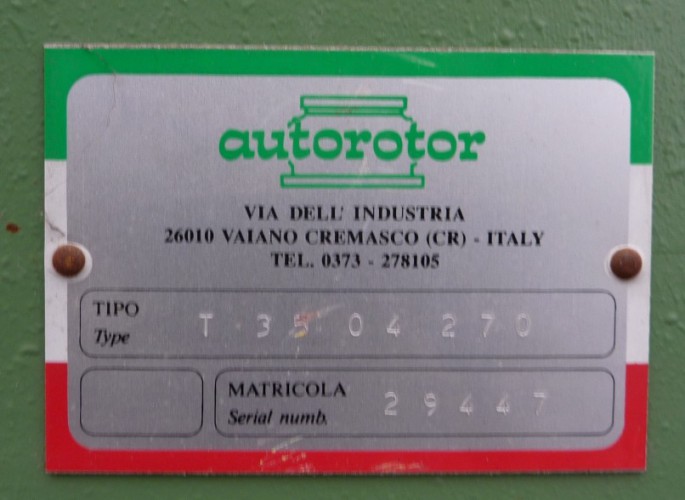 autorotor
VIA DELL' INDUSTRIA
26010 VAIANO CREMASCO (CR) - ITALY
TEL. 0373 - 278105
TIPO
Type T 35 04 270
MATRICOLA
Serial numb. 29447